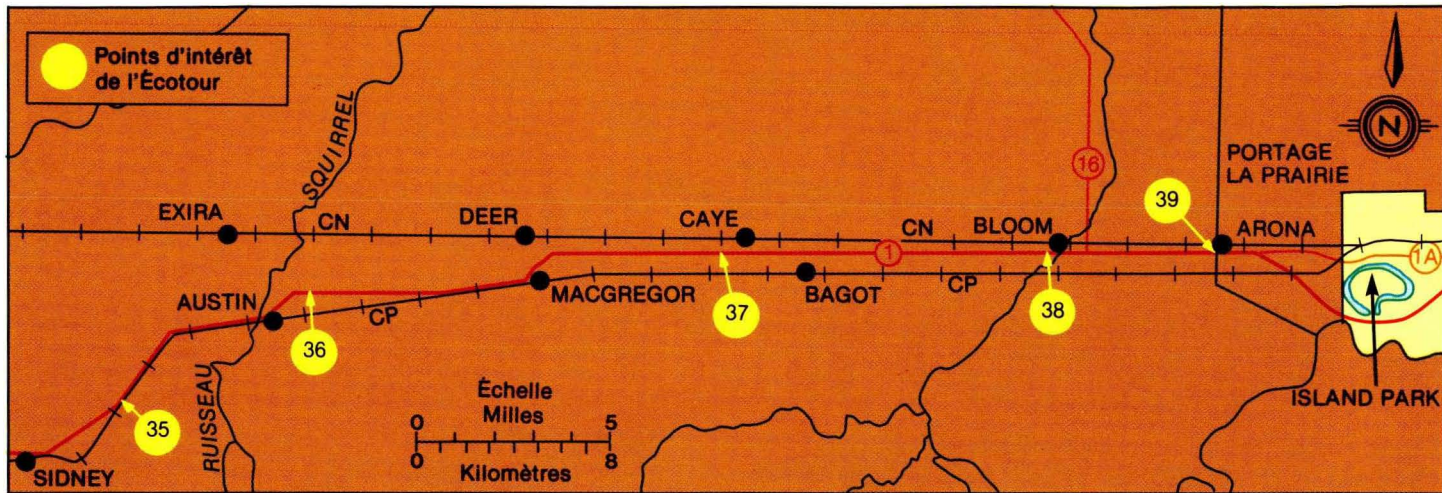 Points d'intérêt
de l'Écotour
N
PORTAGE
LA PRAIRIE
16
39
SQUIRREL
EXIRA
CN
DEER
CAYE
CN
BLOOM
ARONA
1
1A
AUSTIN
CP
MACGREGOR
BAGOT
CP
36
37
38
35
RUISSEAU
Échelle
Milles
0 5
0 8
Kilomètres
ISLAND PARK
SIDNEY